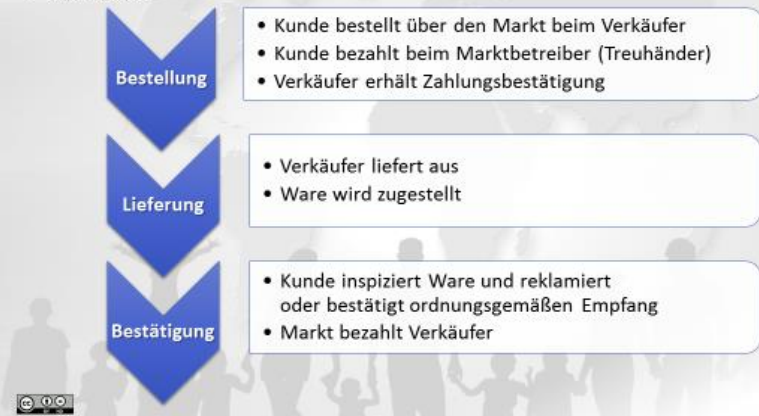 Bestellung
• Kunde bestellt über den Markt beim Verkäufer
• Kunde bezahlt beim Marktbetreiber (Treuhänder)
• Verkäufer erhält Zahlungsbestätigung
Lieferung
• Verkäufer liefert aus
• Ware wird zugestellt
Bestätigung
• Kunde inspiziert Ware und reklamiert
oder bestätigt ordnungsgemäßen Empfang
• Markt bezahlt Verkäufer